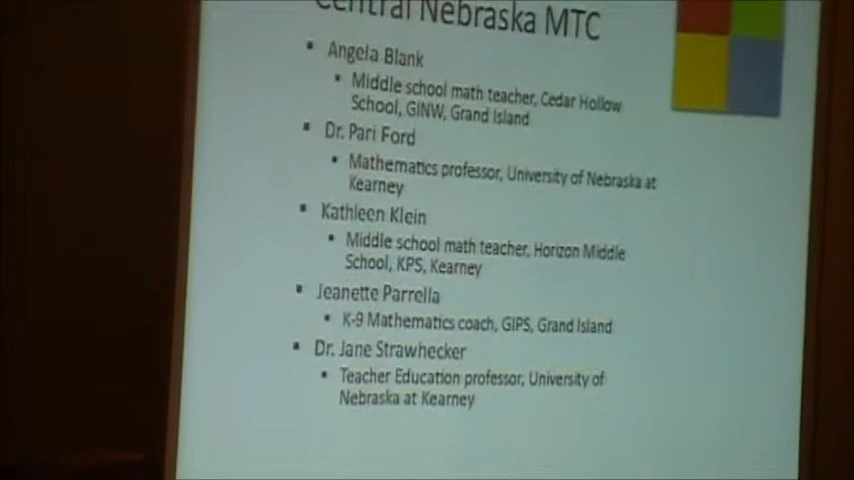 Central Nebraska MTC
Angela Blank
Middle school math teacher, Cedar Hollow
School, GINW, Grand Island
Dr. Pari Ford
Mathematics professor, University of Nebraska at
Kearney
Kathleen Klein
Middle school math teacher, Horizon Middle
School, KPS, Kearney
Jeanette Parrella
K-9 Mathematics coach, GIPS, Grand Island
Dr. Jane Strawhecker
Teacher Education professor, University of
Nebraska at Kearney